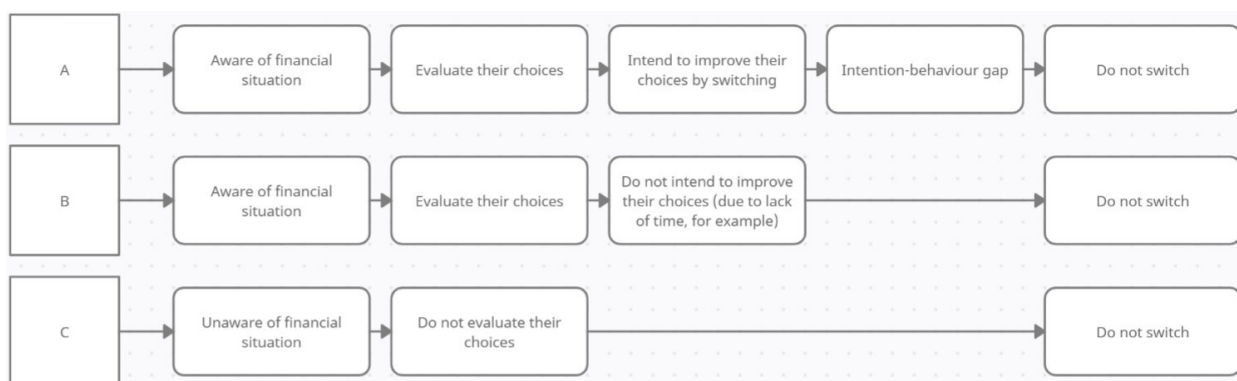 A
Aware of financial
situation
Evaluate their choices
Intend to improve their
choices by switching
Intention-behaviour gap
Do not switch
B
Aware of financial
situation
Evaluate their choices
Do not intend to improve
their choices (due to lack
of time, for example)
Do not switch
C
Unaware of financial
situation
Do not evaluate their
choices
Do not switch